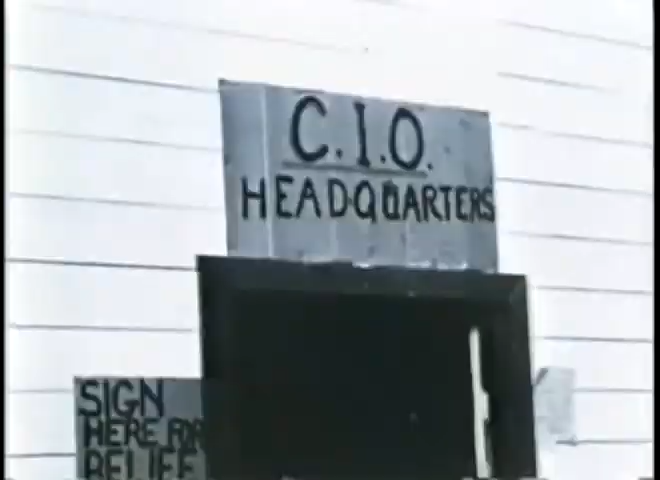 C.I.O.
HEADQUARTERS
SIGN
HERE FOR
RELIEF